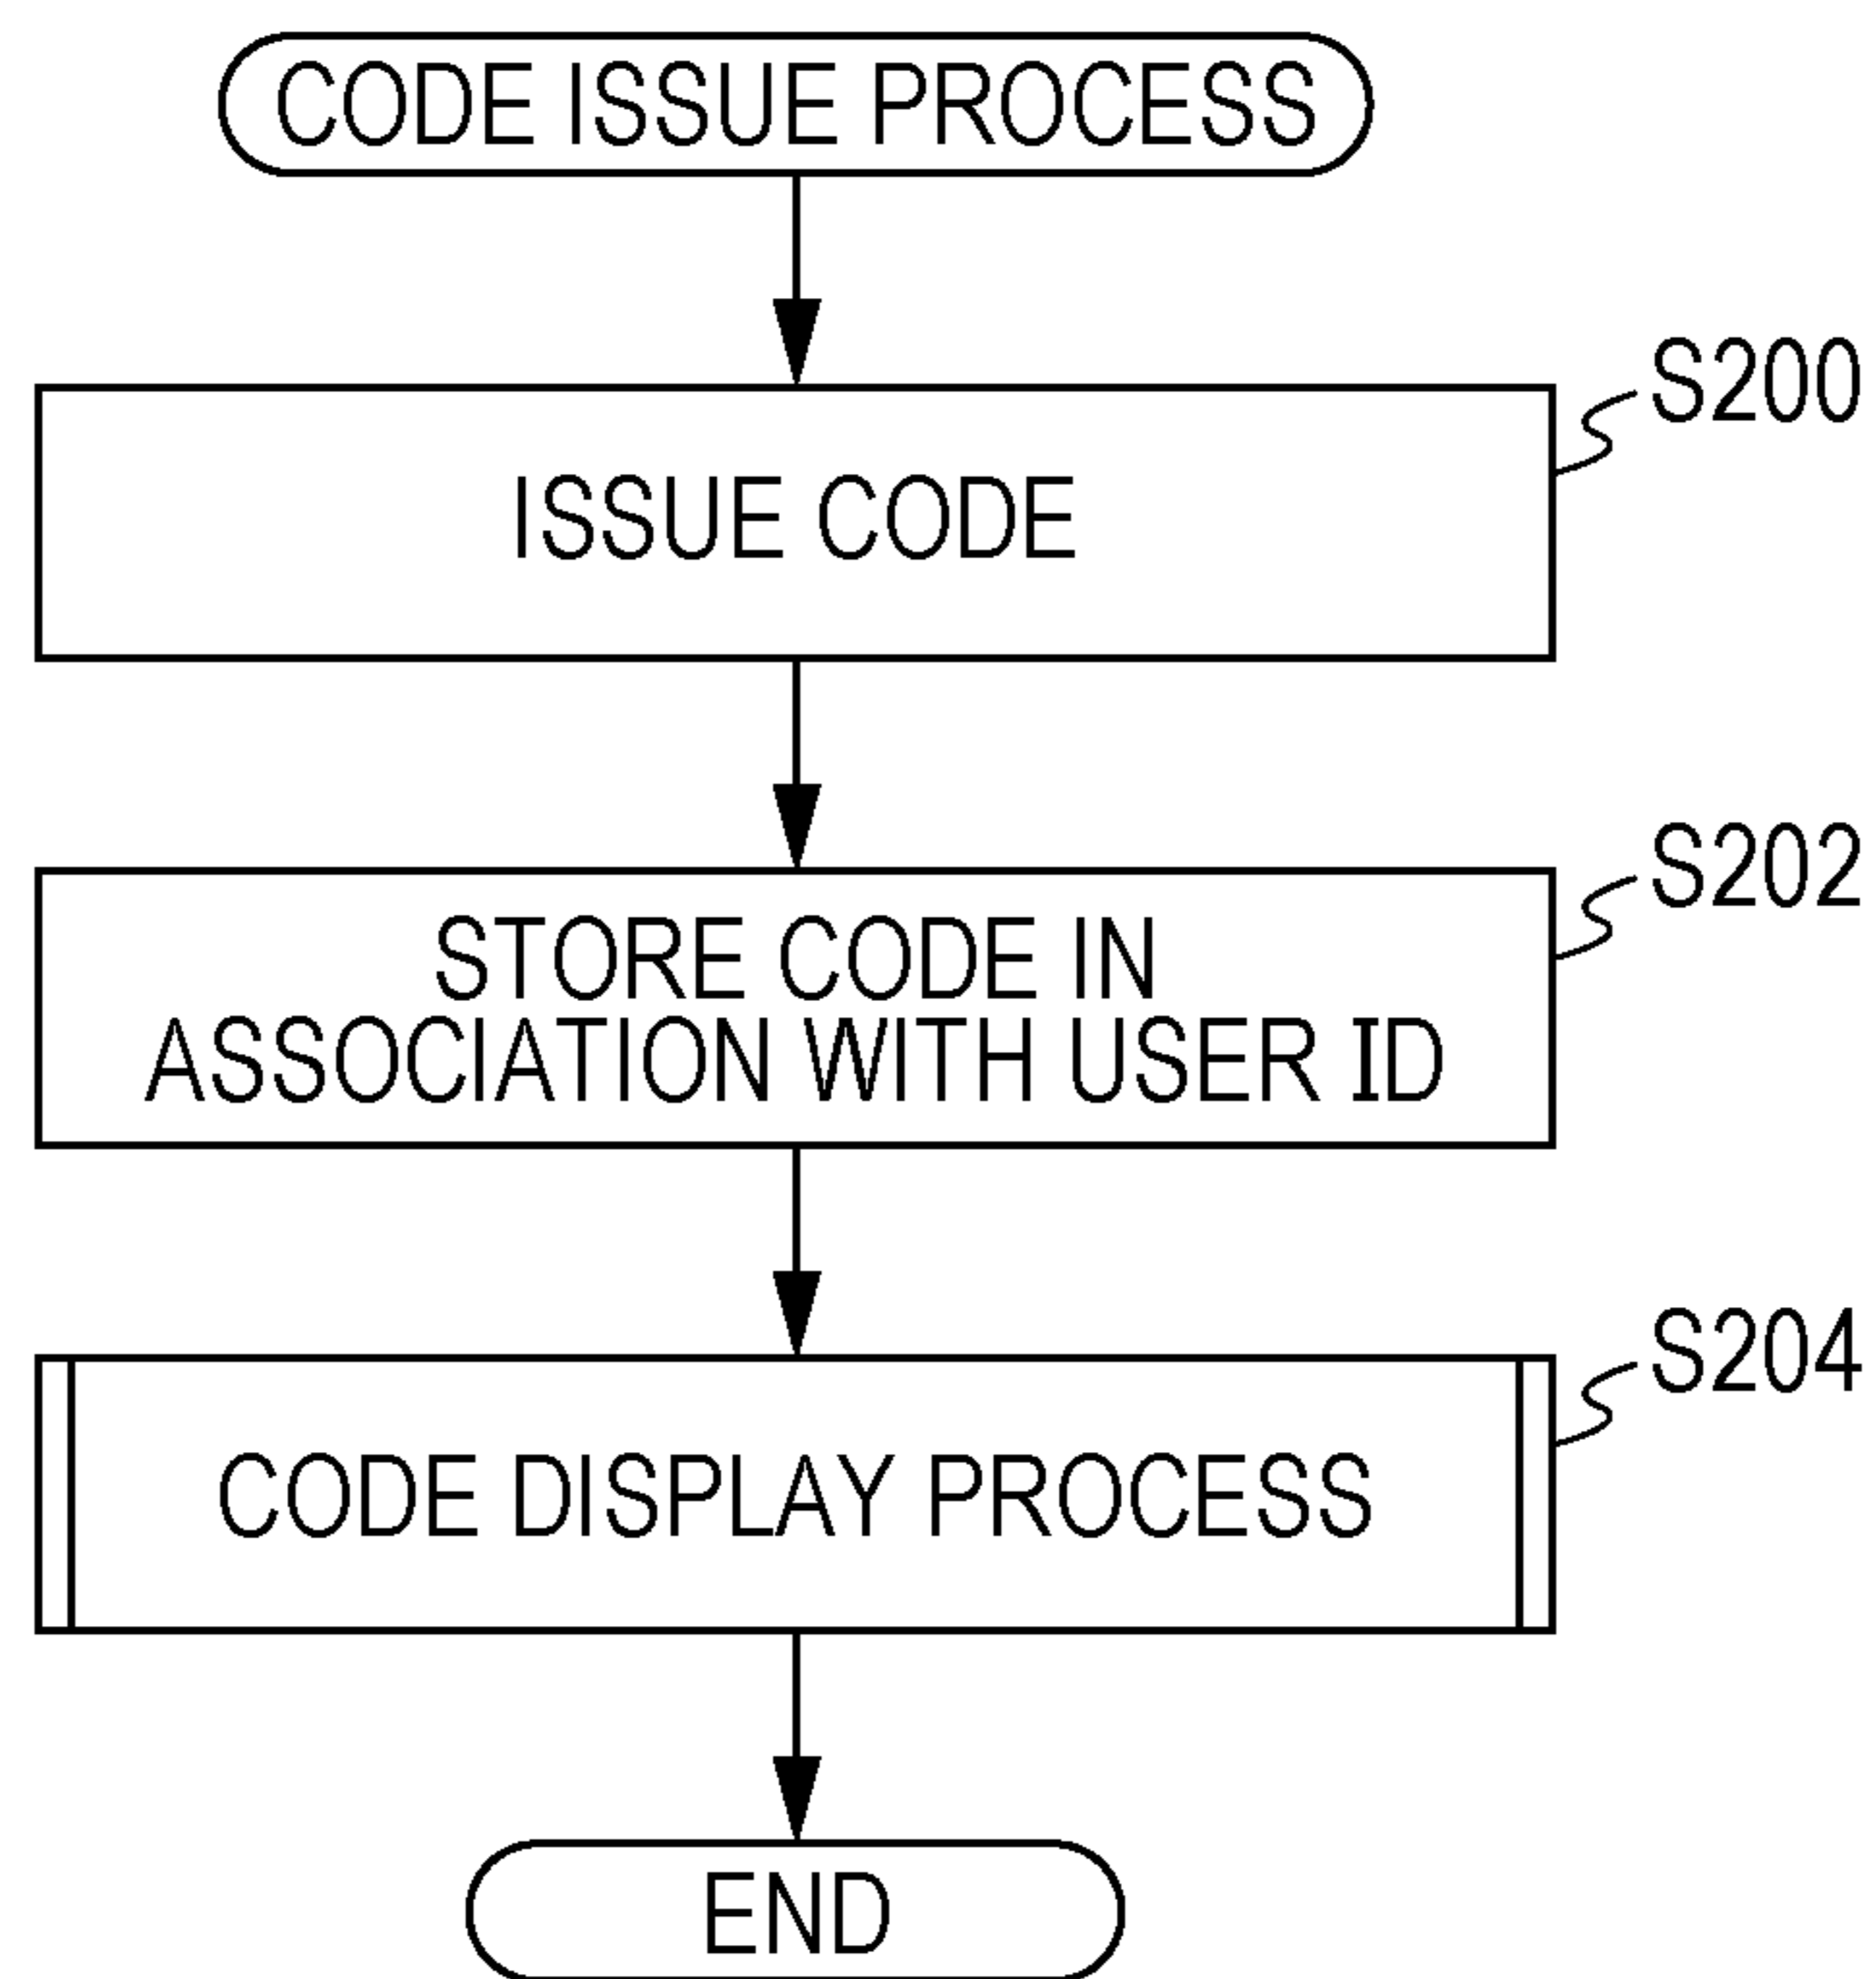 CODE ISSUE PROCESS
S200
ISSUE CODE
S202
STORE CODE IN
ASSOCIATION WITH USER ID
S204
CODE DISPLAY PROCESS
END